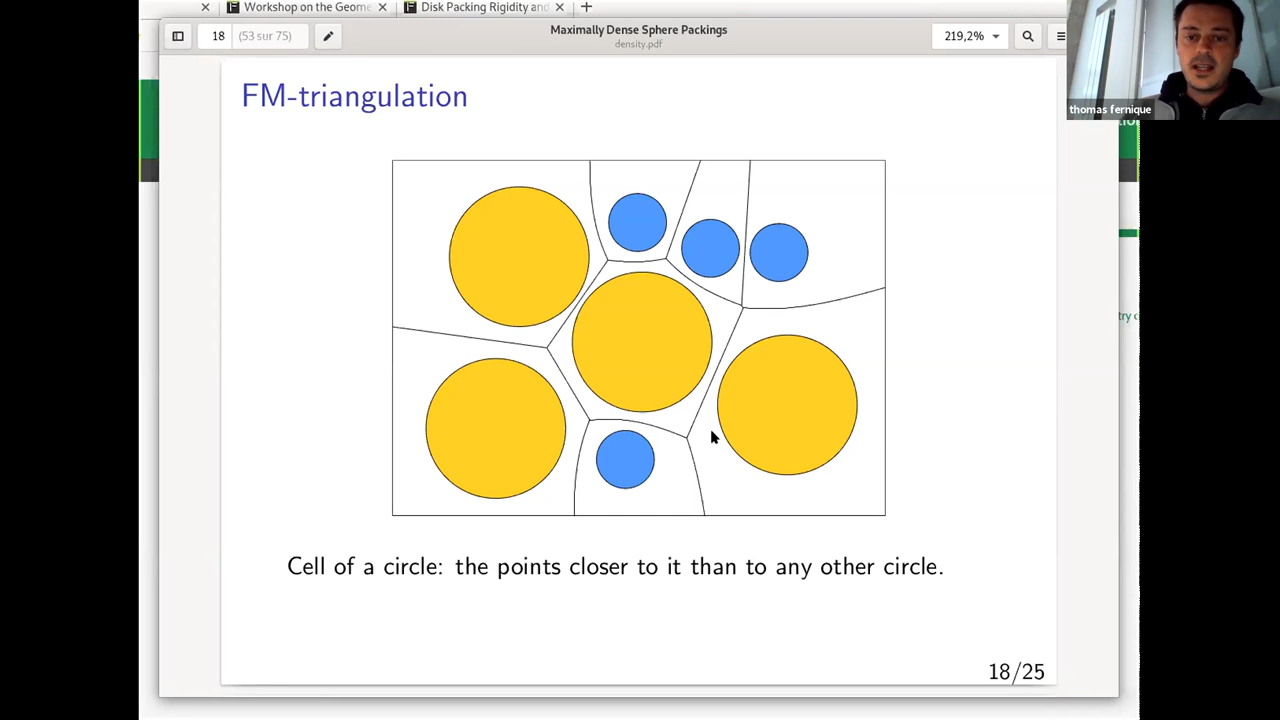 Workshop on the Geome
Disk Packing Rigidity and
18 (53 sur 75)
Maximally Dense Sphere Packings
density.pdf
219,2%
thomas fernique
FM-triangulation
Cell of a circle: the points closer to it than to any other circle.
18/25